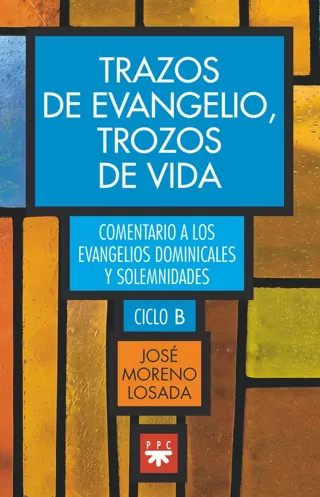 TRAZOS
DE EVANGELIO,
TROZOS
DE VIDA
COMENTARIO A LOS
EVANGELIOS DOMINICALES
Y SOLEMNIDADES
CICLO B
JOSÉ
MORENO
LOSADA
PPC